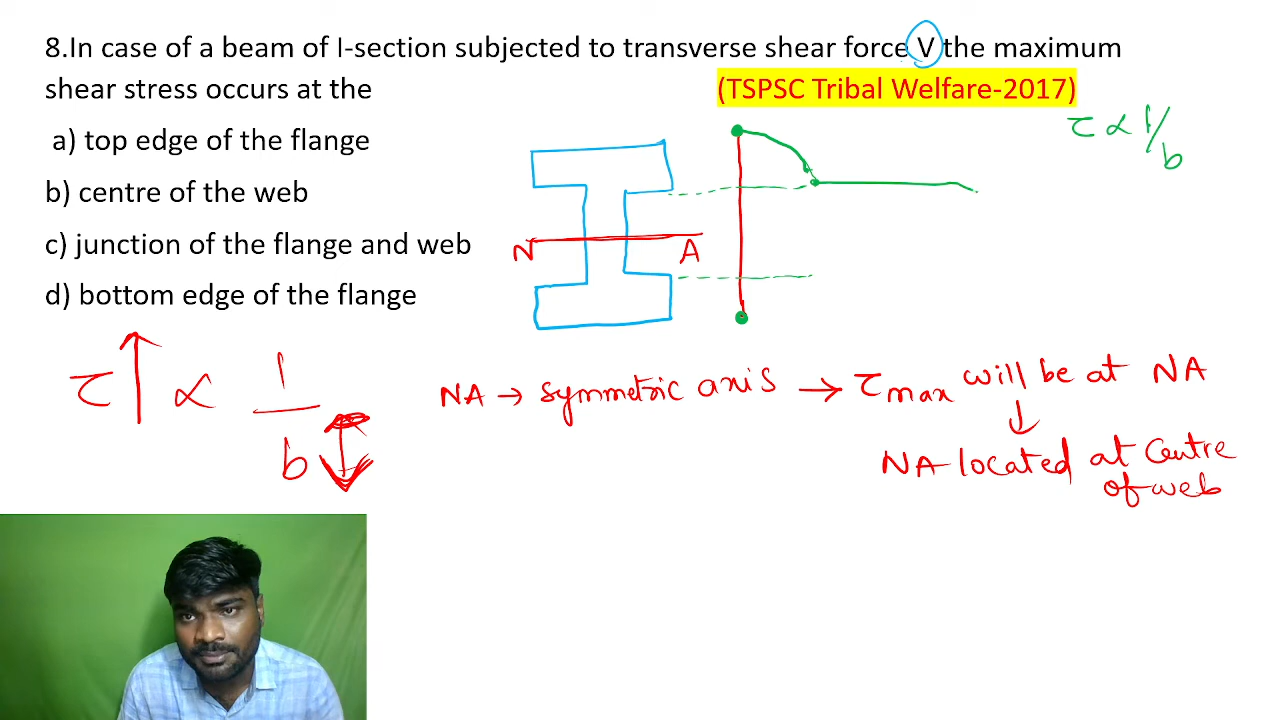 8.In case of a beam of I-section subjected to transverse shear force V the maximum
shear stress occurs at the
(TSPSC Tribal Welfare-2017)
a) top edge of the flange
b) centre of the web
c) junction of the flange and web
d) bottom edge of the flange
τ ∝ 1/b
N A
τ ↑ ∝ 1/b ↓
NA → symmetric axis → τmax will be at NA
↓
NA located at centre
of web